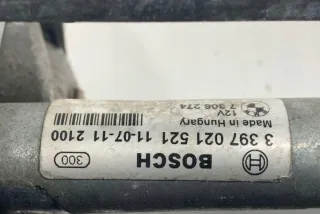 BOSCH
300
3 397 021 521 11-07-11 2100
Made in Hungary
12V
7 306 274